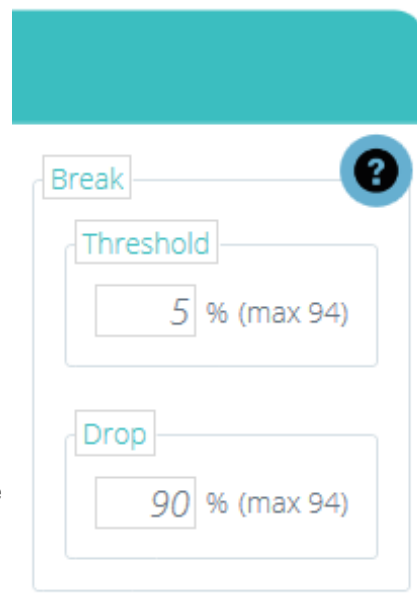 Break
?
Threshold
5 % (max 94)
Drop
90 % (max 94)